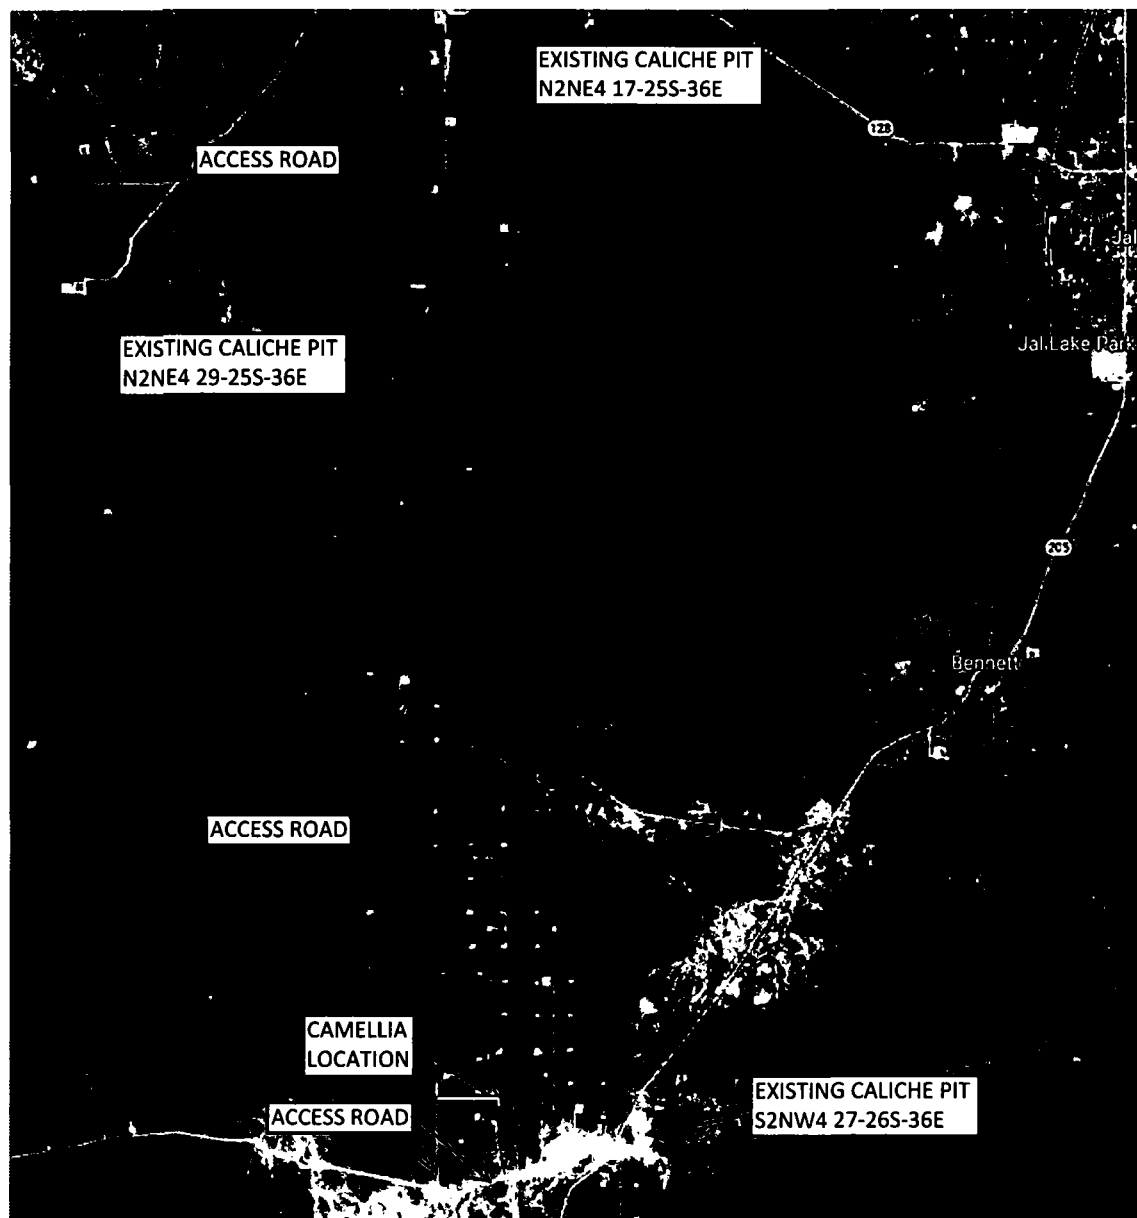 EXISTING CALICHE PIT
N2NE4 17-25S-36E
128
ACCESS ROAD
Jal
EXISTING CALICHE PIT
N2NE4 29-25S-36E
Jal Lake Park
205
Bennett
ACCESS ROAD
CAMELLIA
LOCATION
ACCESS ROAD
EXISTING CALICHE PIT
S2NW4 27-26S-36E